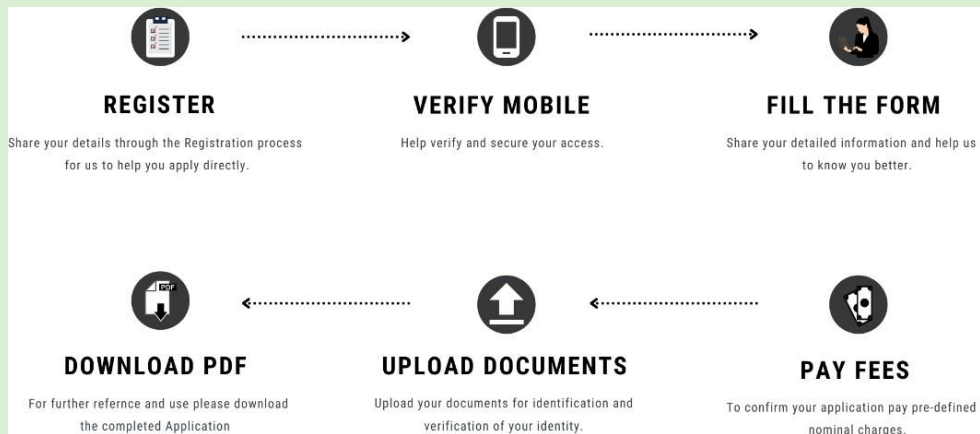 REGISTER
Share your details through the Registration process
for us to help you apply directly.
VERIFY MOBILE
Help verify and secure your access.
FILL THE FORM
Share your detailed information and help us
to know you better.
PDF
DOWNLOAD PDF
For further refernce and use please download
the completed Application
UPLOAD DOCUMENTS
Upload your documents for identification and
verification of your identity.
PAY FEES
To confirm your application pay pre-defined
nominal charges.